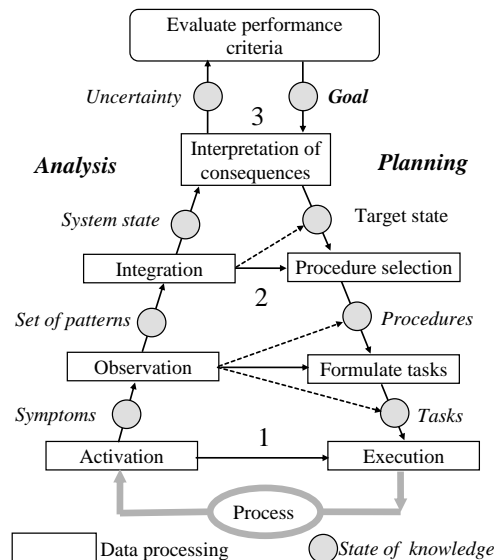 Evaluate performance
criteria
Uncertainty
Goal
3
Analysis
Interpretation of
consequences
Planning
System state
Target state
Integration
Procedure selection
2
Set of patterns
Procedures
Observation
Formulate tasks
Symptoms
Tasks
1
Activation
Execution
Process
Data processing
State of knowledge